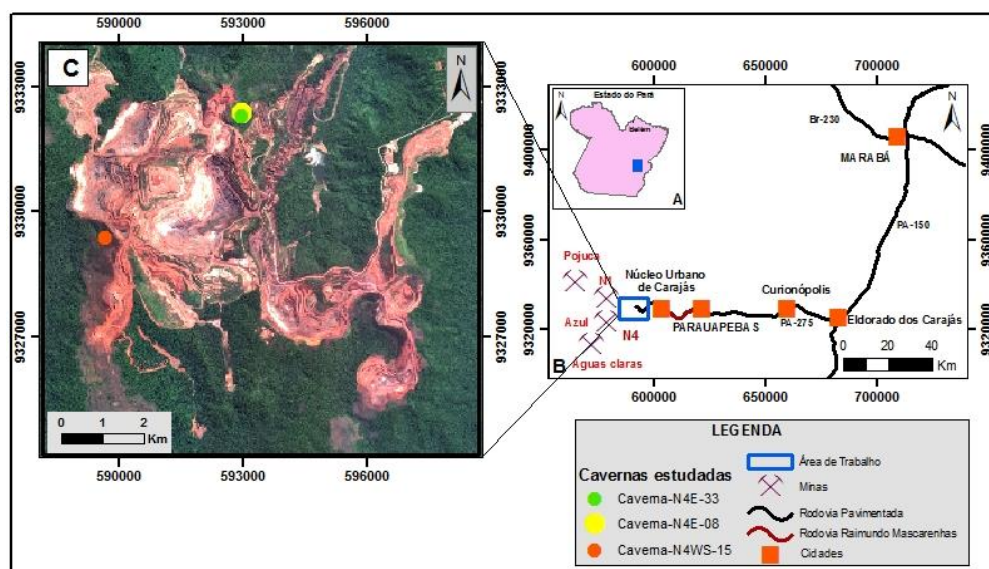 590000 593000 596000
C
N
9333000
9330000
9327000
0 1 2
Km
590000 593000 596000
9333000
9330000
9327000
600000 650000 700000
9400000
9360000
9320000
N
Estado do Pará
Belém
A
N
Br-230
MARABÁ
PA-150
Pojuca
N1
Núcleo Urbano
de Carajás
Curionópolis
Azul
N4
PARAUAPEBAS
PA-275
Eldorado dos Carajás
Aguas claras
B
0 10 20 40
Km
9400000
9360000
9320000
600000 650000 700000
LEGENDA
Cavernas estudadas
Caverna-N4E-33
Caverna-N4E-08
Caverna-N4WS-15
Área de Trabalho
Minas
Rodovia Pavimentada
Rodovia Raimundo Mascarenhas
Cidades